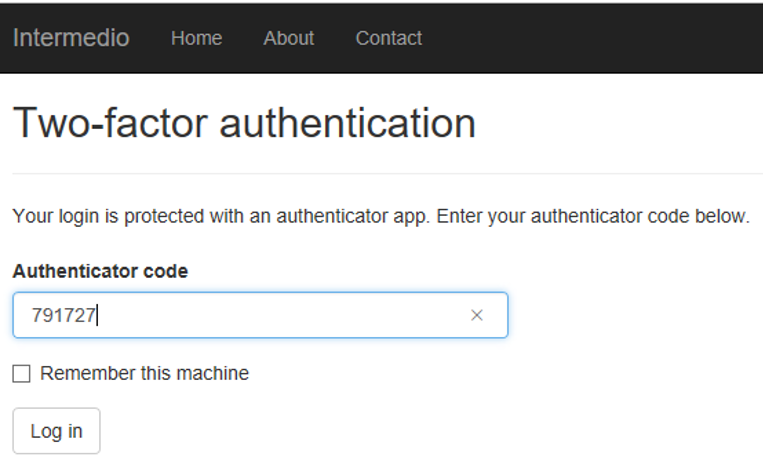 Intermedio Home About Contact
Two-factor authentication
Your login is protected with an authenticator app. Enter your authenticator code below.
Authenticator code
791727
Remember this machine
Log in